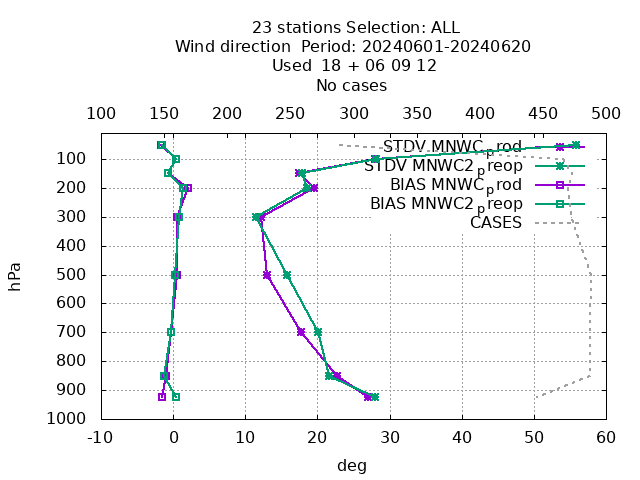 23 stations Selection: ALL
Wind direction  Period: 20240601-20240620
Used  18 + 06 09 12
No cases
100 150 200 250 300 350 400 450 500
STDV MNWC_prod
STDV MNWC2_preop
BIAS MNWC_prod
BIAS MNWC2_preop
CASES
100
200
300
400
500
600
700
800
900
1000
hPa
-10 0 10 20 30 40 50 60
deg